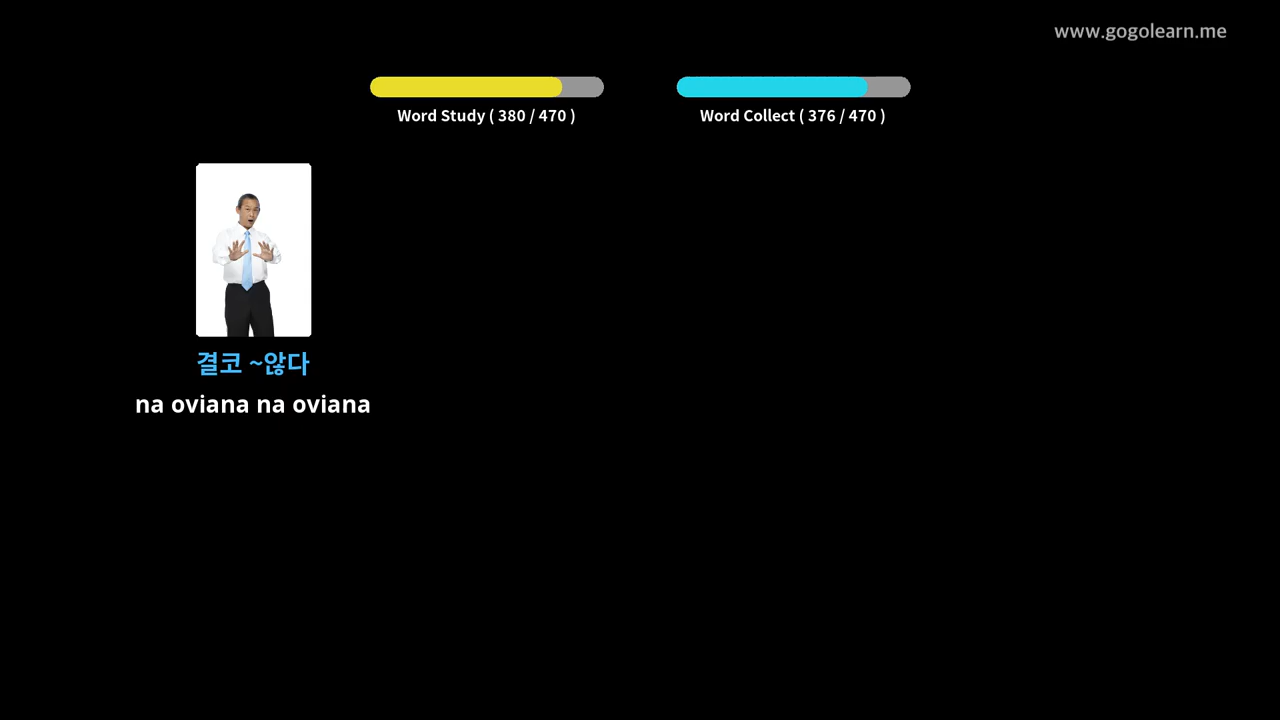 www.gogolearn.me
Word Study ( 380 / 470 )
Word Collect ( 376 / 470 )
결코 ~않다
na oviana na oviana